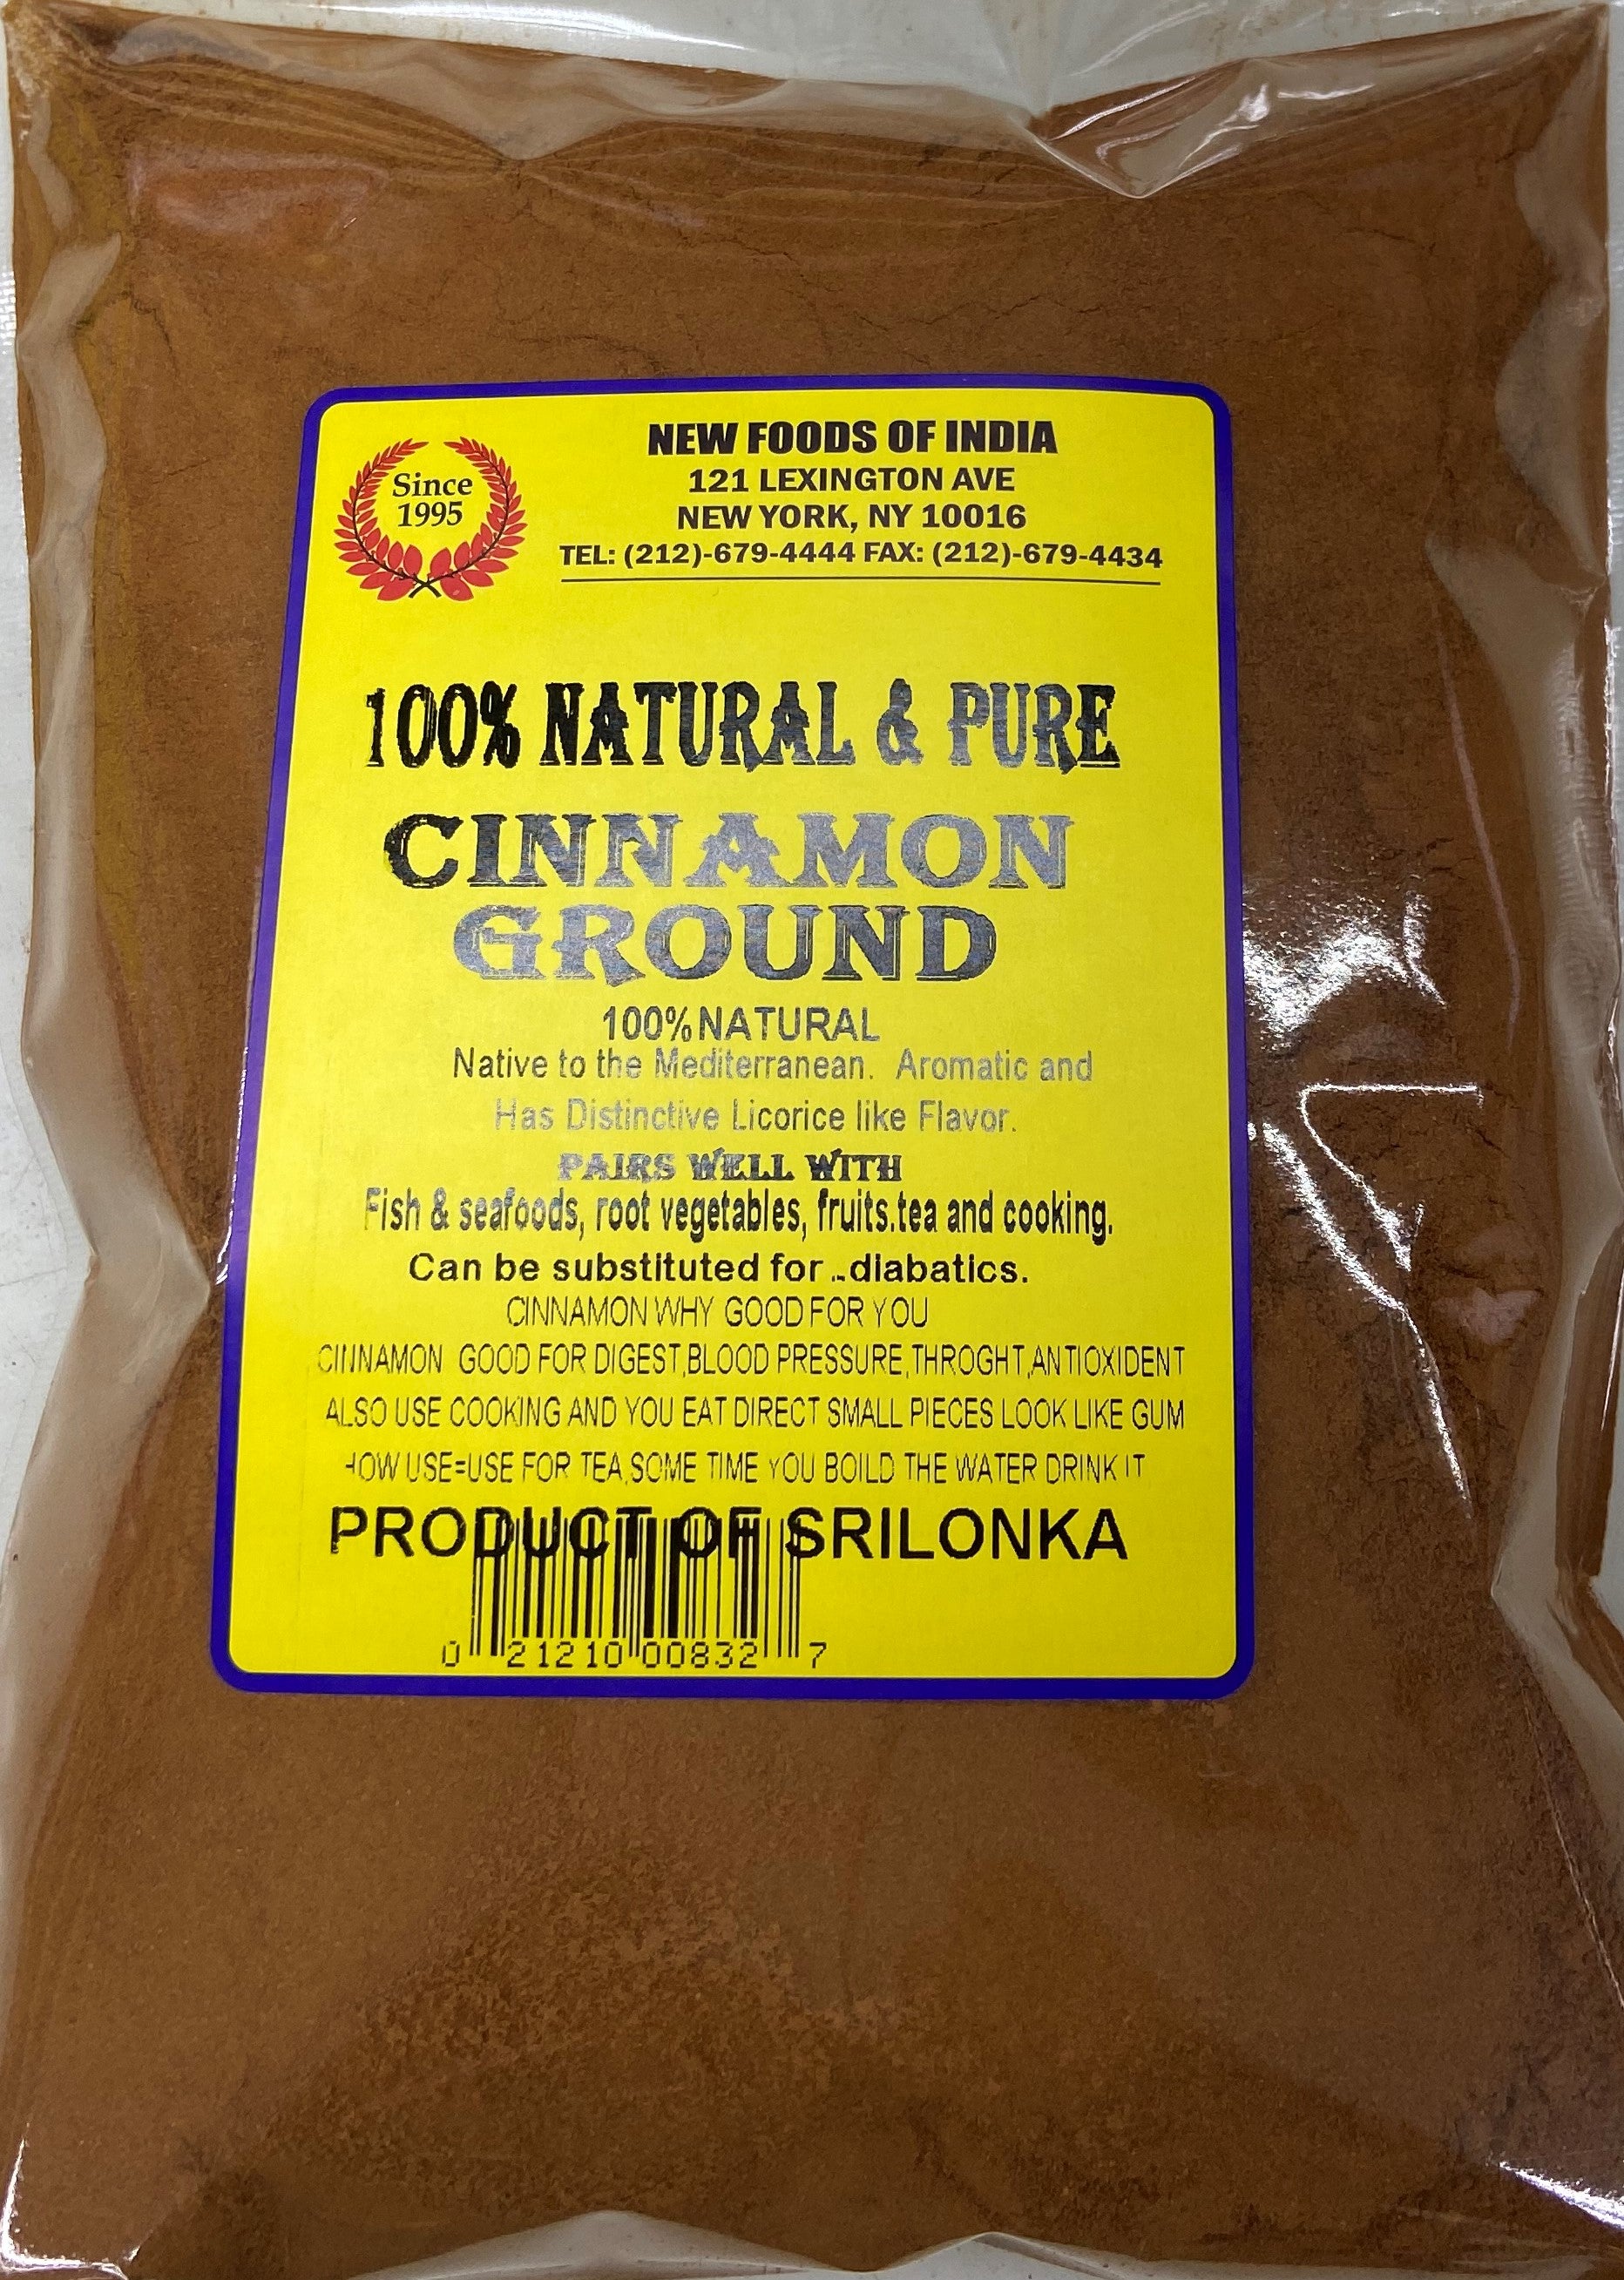 Since
1995
NEW FOODS OF INDIA
121 LEXINGTON AVE
NEW YORK, NY 10016
TEL: (212)-679-4444 FAX: (212)-679-4434
100% NATURAL & PURE
CINNAMON
GROUND
100% NATURAL
Native to the Mediterranean. Aromatic and
Has Distinctive Licorice like Flavor.
PAIRS WELL WITH
Fish & seafoods, root vegetables, fruits.tea and cooking.
Can be substituted for ..diabatics.
CINNAMON WHY GOOD FOR YOU
CINNAMON GOOD FOR DIGEST,BLOOD PRESSURE,THROGHT,ANTIOXIDENT
ALSO USE COOKING AND YOU EAT DIRECT SMALL PIECES LOOK LIKE GUM
HOW USE=USE FOR TEA,SOME TIME YOU BOILD THE WATER DRINK IT
PRODUCT OF SRILONKA
0 21210 00832 7